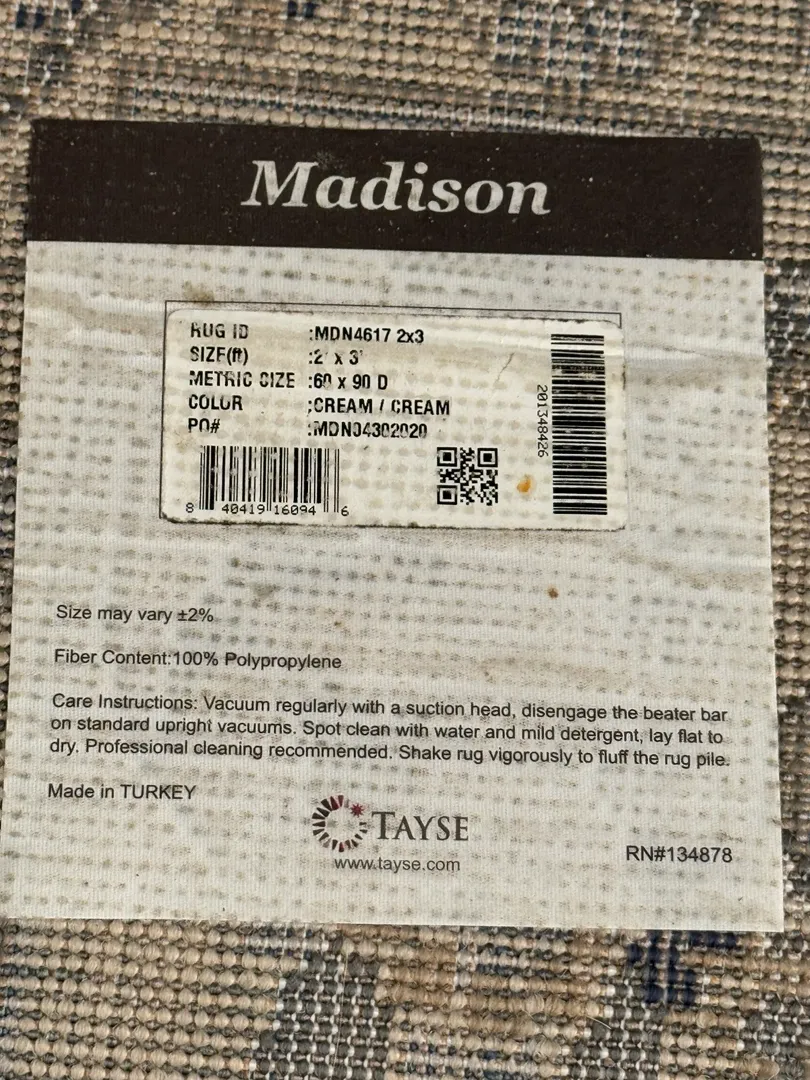 Madison
RUG ID :MDN4617 2x3
SIZE(ft) :2' x 3'
METRIC SIZE :60 x 90 D
COLOR :CREAM / CREAM
PO# :MDN04302020
201348426
8 40419 16094 6
Size may vary ±2%
Fiber Content:100% Polypropylene
Care Instructions: Vacuum regularly with a suction head, disengage the beater bar
on standard upright vacuums. Spot clean with water and mild detergent, lay flat to
dry. Professional cleaning recommended. Shake rug vigorously to fluff the rug pile.
Made in TURKEY
TAYSE
www.tayse.com
RN#134878